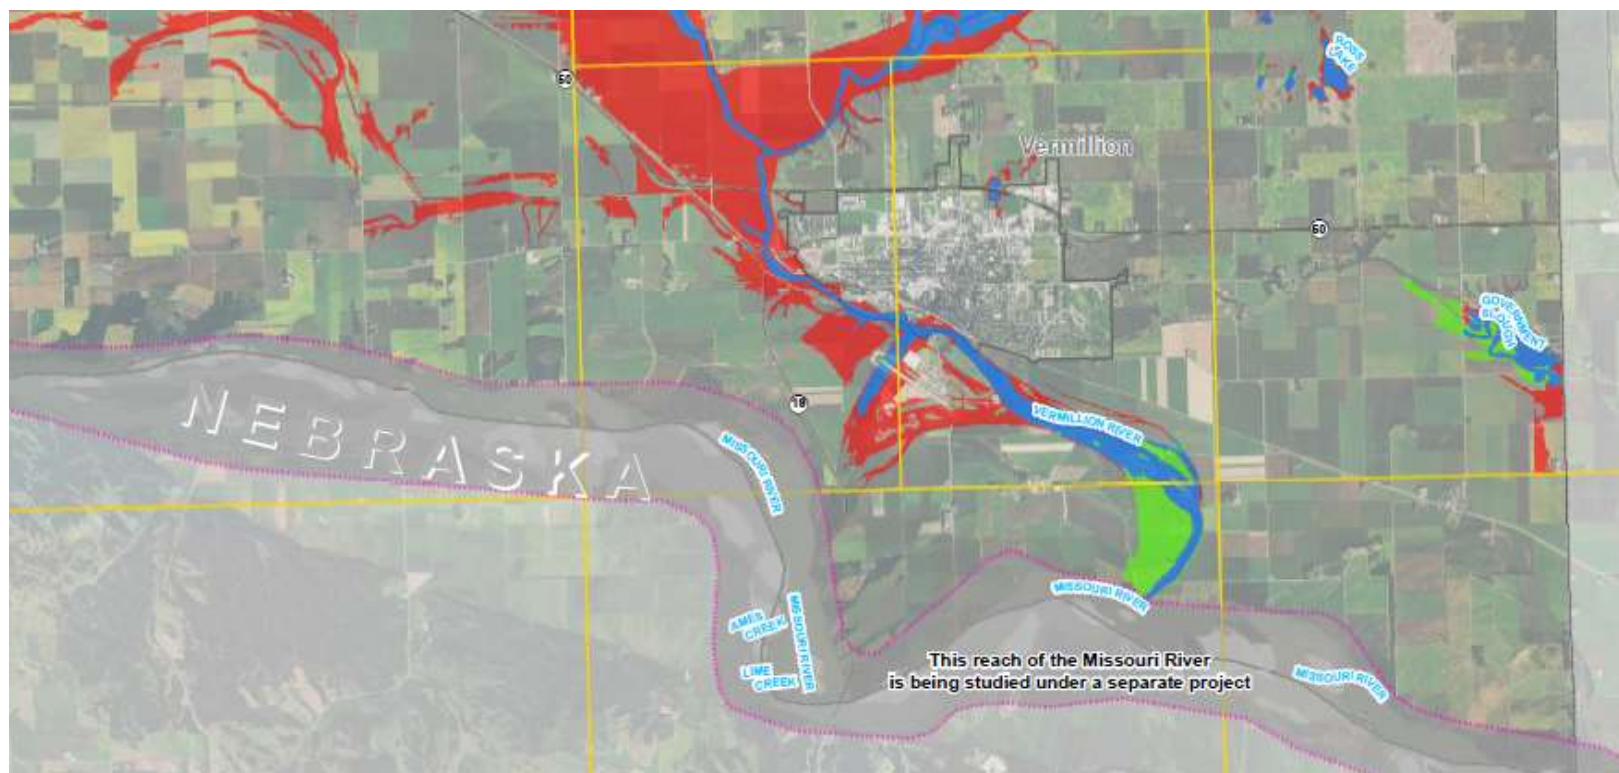 ROSS
LAKE
50
Vermillion
50
GOVERNMENT
SLOUGH
19
VERMILLION RIVER
NEBRASKA
MISSOURI RIVER
MISSOURI RIVER
AMES
CREEK
MISSOURI RIVER
LIME
CREEK
This reach of the Missouri River
is being studied under a separate project
MISSOURI RIVER